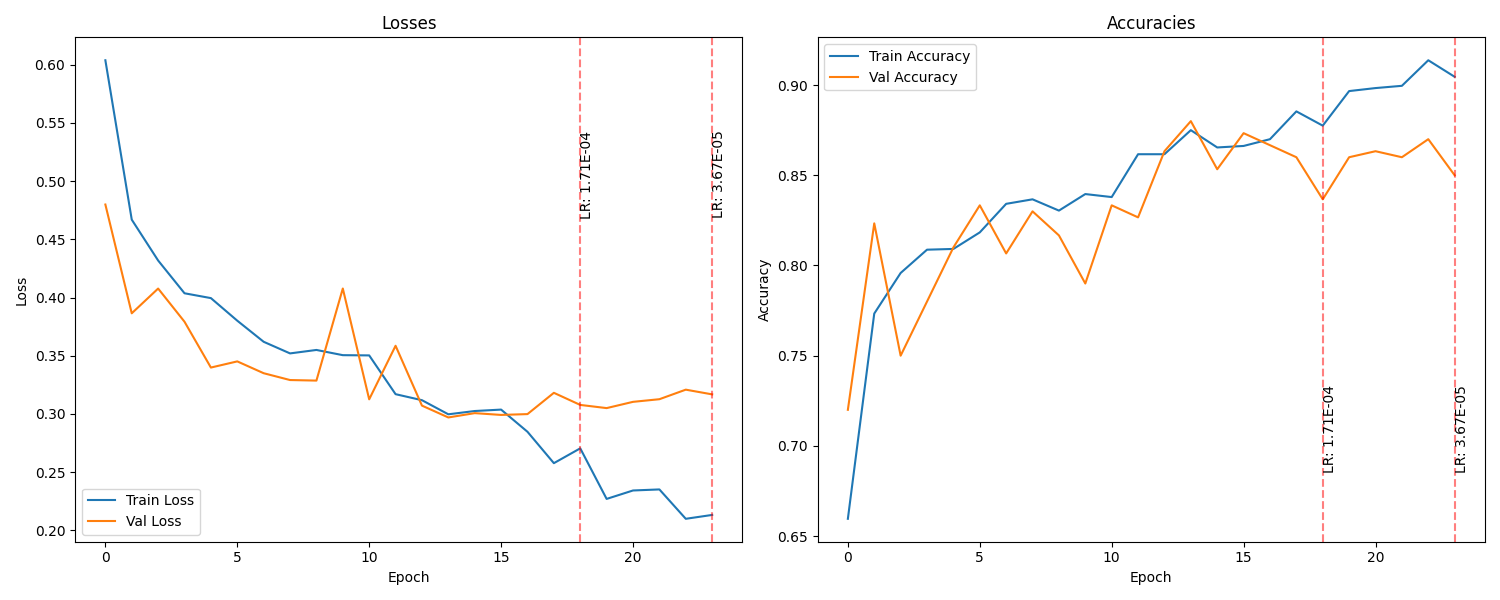 Losses
Loss
0.60
0.55
0.50
0.45
0.40
0.35
0.30
0.25
0.20
LR: 1.71E-04
LR: 3.67E-05
Train Loss
Val Loss
0
5
10
15
20
Epoch
Accuracies
Accuracy
0.90
0.85
0.80
0.75
0.70
0.65
Train Accuracy
Val Accuracy
LR: 1.71E-04
LR: 3.67E-05
0
5
10
15
20
Epoch